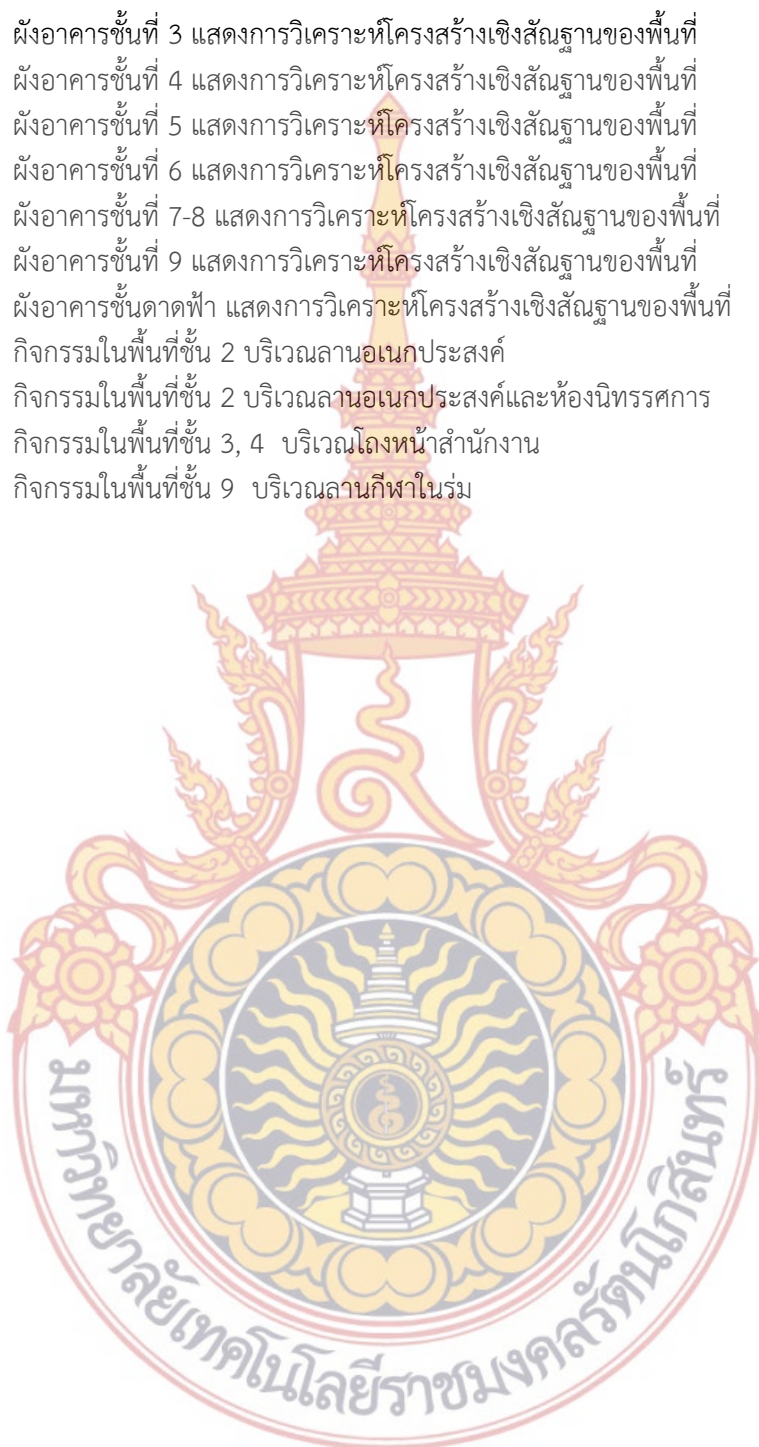 ผังอาคารชั้นที่ 3 แสดงการวิเคราะห์โครงสร้างเชิงสัณฐานของพื้นที่
ผังอาคารชั้นที่ 4 แสดงการวิเคราะห์โครงสร้างเชิงสัณฐานของพื้นที่
ผังอาคารชั้นที่ 5 แสดงการวิเคราะห์โครงสร้างเชิงสัณฐานของพื้นที่
ผังอาคารชั้นที่ 6 แสดงการวิเคราะห์โครงสร้างเชิงสัณฐานของพื้นที่
ผังอาคารชั้นที่ 7-8 แสดงการวิเคราะห์โครงสร้างเชิงสัณฐานของพื้นที่
ผังอาคารชั้นที่ 9 แสดงการวิเคราะห์โครงสร้างเชิงสัณฐานของพื้นที่
ผังอาคารชั้นดาดฟ้า แสดงการวิเคราะห์โครงสร้างเชิงสัณฐานของพื้นที่
กิจกรรมในพื้นที่ชั้น 2 บริเวณลานอเนกประสงค์
กิจกรรมในพื้นที่ชั้น 2 บริเวณลานอเนกประสงค์และห้องนิทรรศการ
กิจกรรมในพื้นที่ชั้น 3, 4 บริเวณโถงหน้าสำนักงาน
กิจกรรมในพื้นที่ชั้น 9 บริเวณลานกีฬาในร่ม
มหาวิทยาลัยเทคโนโลยีราชมงคลรัตนโกสินทร์